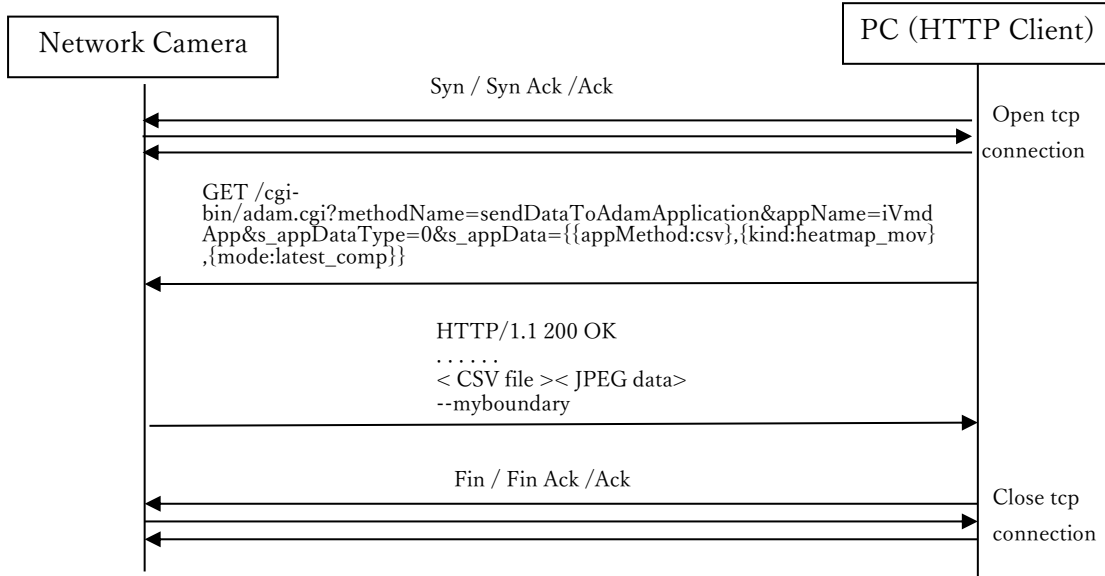 Network Camera
PC (HTTP Client)
Syn / Syn Ack /Ack
Open tcp
connection
GET /cgi-
bin/adam.cgi?methodName=sendDataToAdamApplication&appName=iVmd
App&s_appDataType=0&s_appData={{appMethod:csv},{kind:heatmap_mov}
,{mode:latest_comp}}
HTTP/1.1 200 OK
. . . . . .
< CSV file >< JPEG data>
--myboundary
Fin / Fin Ack /Ack
Close tcp
connection